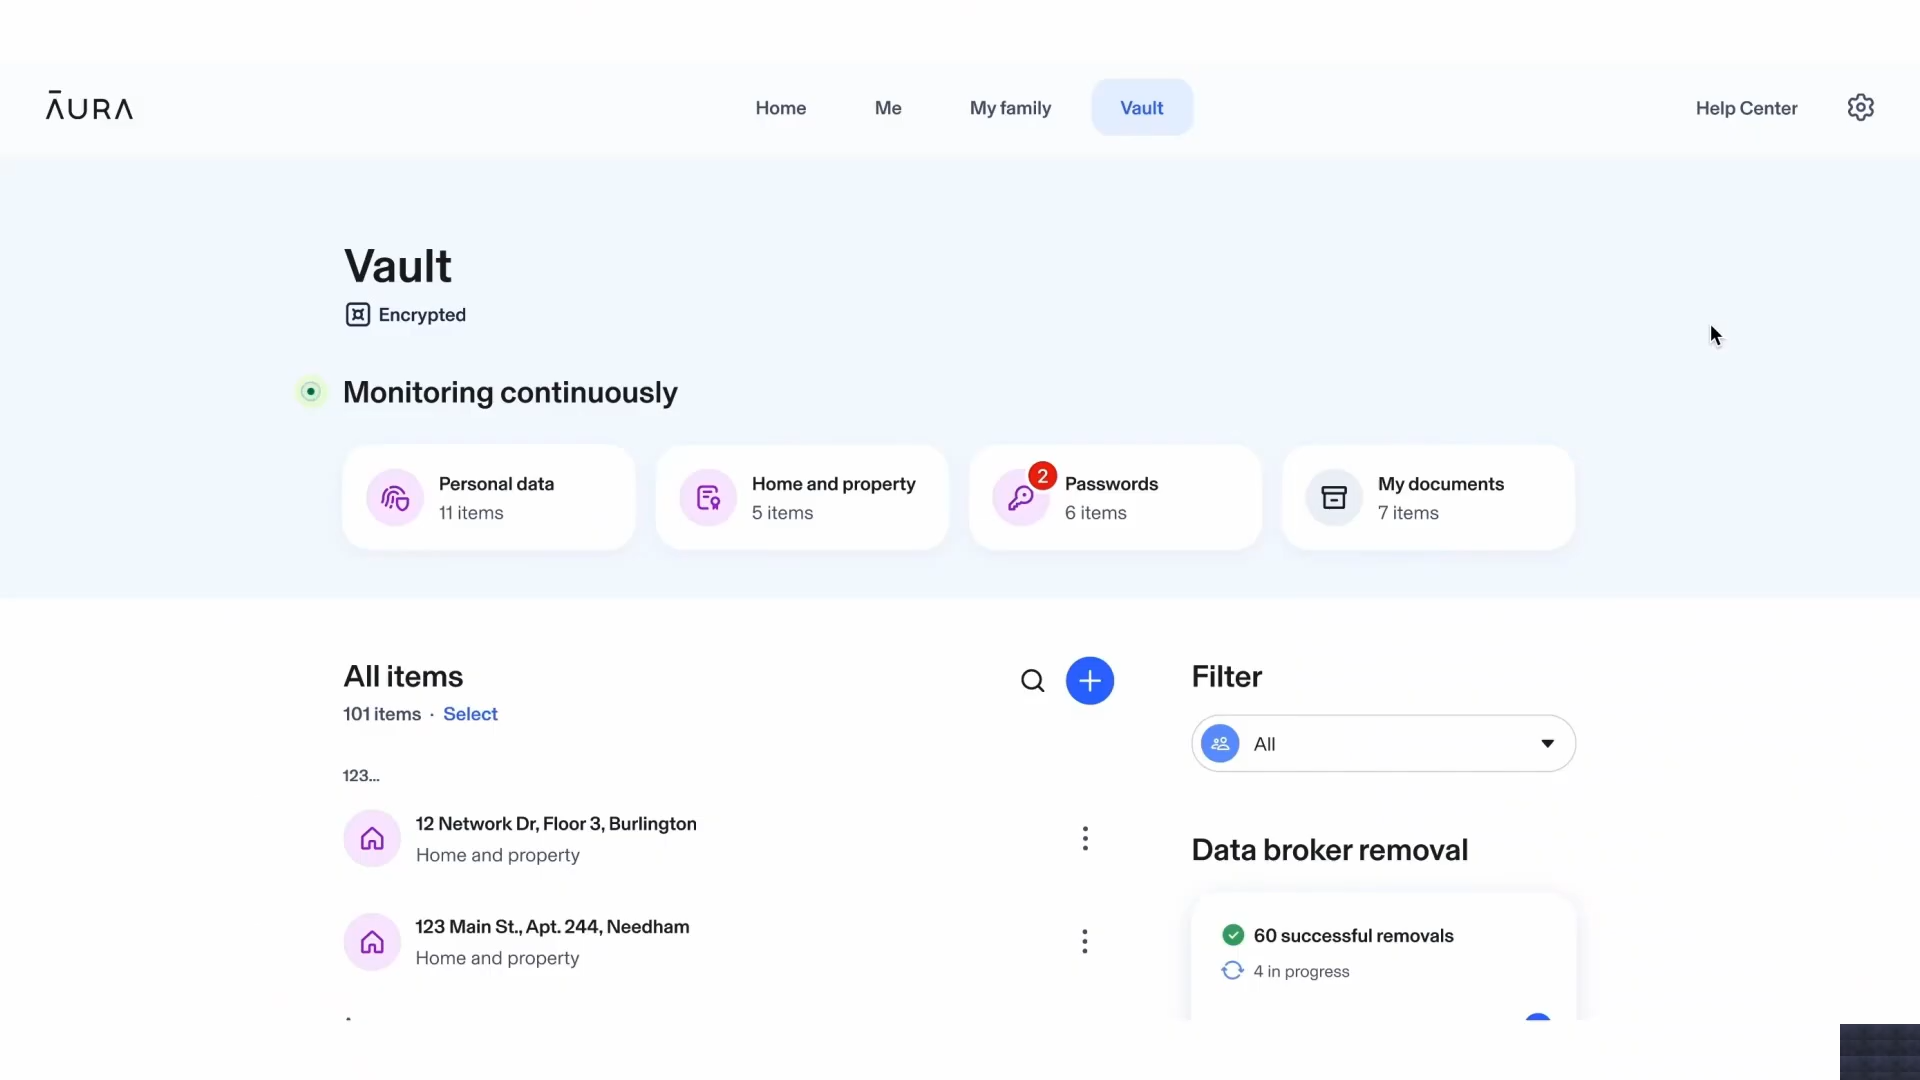 ĀURA
Home
Me
My family
Vault
Help Center
Vault
Encrypted
Monitoring continuously
Personal data
11 items
Home and property
5 items
2
Passwords
6 items
My documents
7 items
All items
101 items · Select
123...
12 Network Dr, Floor 3, Burlington
Home and property
123 Main St., Apt. 244, Needham
Home and property
Filter
All
Data broker removal
60 successful removals
4 in progress